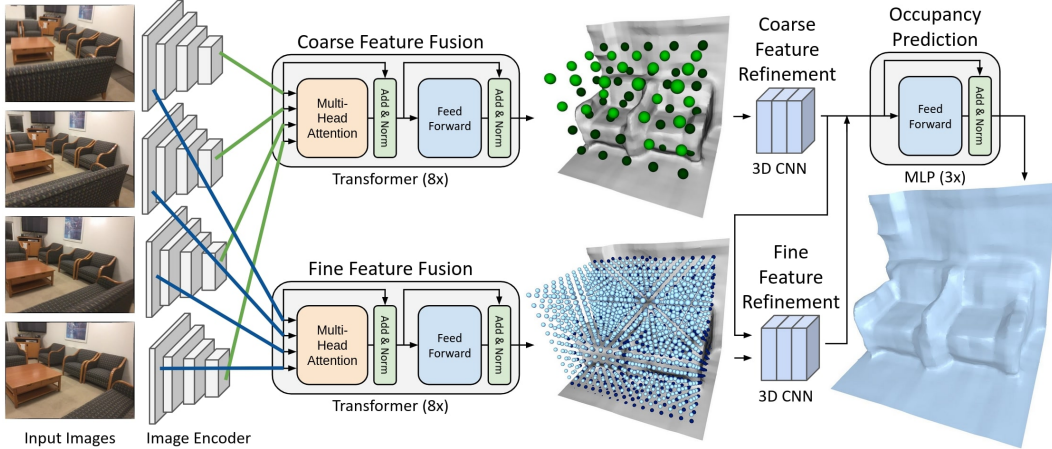 Coarse Feature Fusion
Multi-
Head
Attention
Add & Norm
Feed
Forward
Add & Norm
Transformer (8x)
Coarse
Feature
Refinement
3D CNN
Occupancy
Prediction
Feed
Forward
Add & Norm
MLP (3x)
Fine Feature Fusion
Multi-
Head
Attention
Add & Norm
Feed
Forward
Add & Norm
Transformer (8x)
Fine
Feature
Refinement
3D CNN
Input Images
Image Encoder